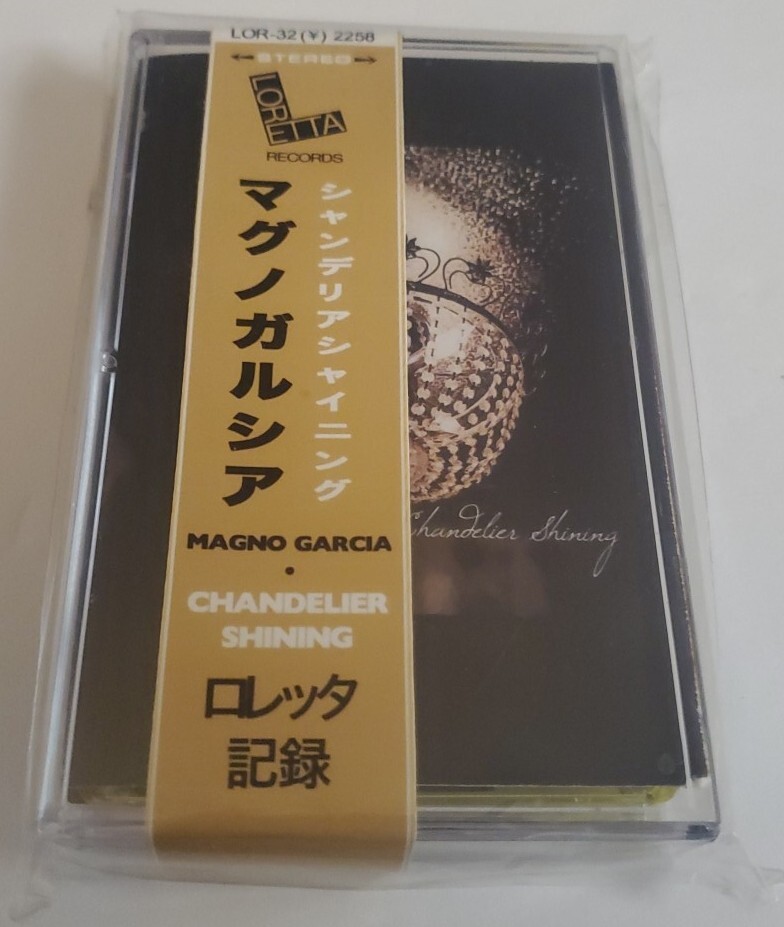 LOR-32(¥) 2258
STEREO
LORETTA
RECORDS
マグノガルシア
シャンデリアシャイニング
MAGNO GARCIA
•
CHANDELIER
SHINING
ロレッタ
記録
Chandelier Shining